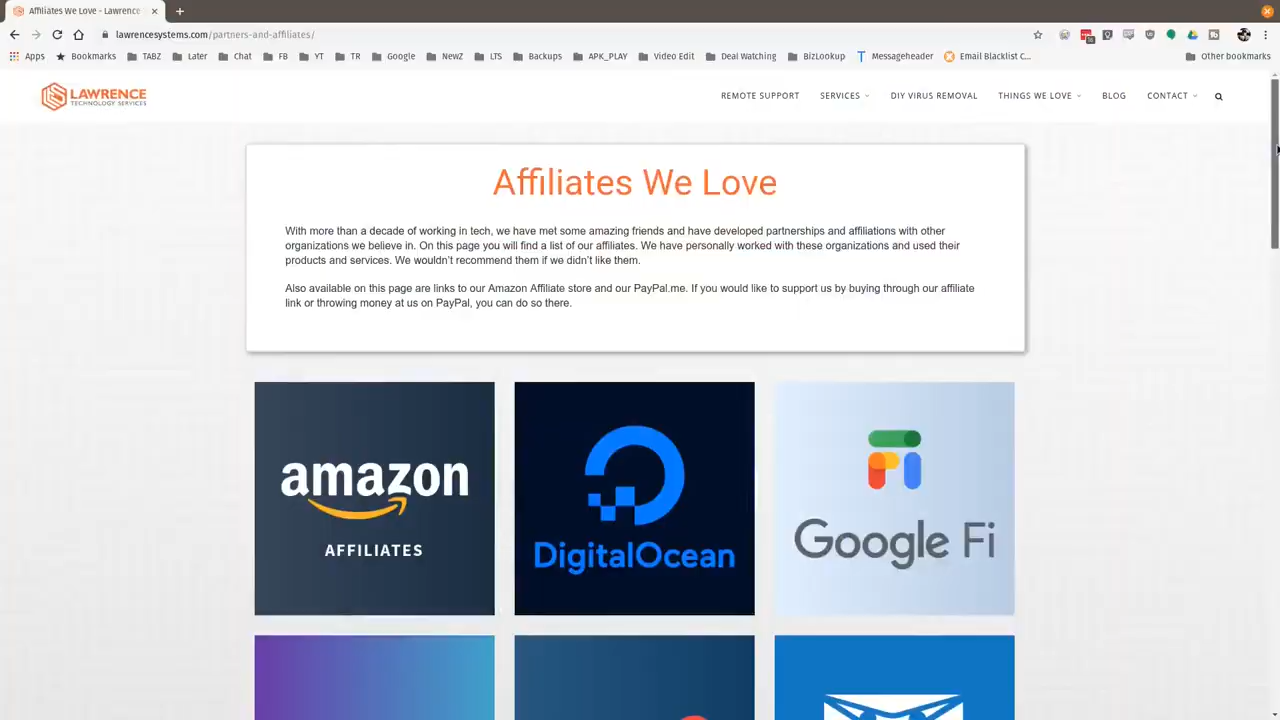 Affiliates We Love - Lawrence
lawrencesystems.com/partners-and-affiliates/
Apps Bookmarks TABZ Later Chat FB YT TR Google NewZ LTS Backups APK_PLAY Video Edit Deal Watching BizLookup Messageheader Email Blacklist C... Other bookmarks
LAWRENCE
TECHNOLOGY SERVICES
REMOTE SUPPORT SERVICES DIY VIRUS REMOVAL THINGS WE LOVE BLOG CONTACT
Affiliates We Love
With more than a decade of working in tech, we have met some amazing friends and have developed partnerships and affiliations with other
organizations we believe in. On this page you will find a list of our affiliates. We have personally worked with these organizations and used their
products and services. We wouldn't recommend them if we didn't like them.
Also available on this page are links to our Amazon Affiliate store and our PayPal.me. If you would like to support us by buying through our affiliate
link or throwing money at us on PayPal, you can do so there.
amazon
AFFILIATES
DigitalOcean
Google Fi